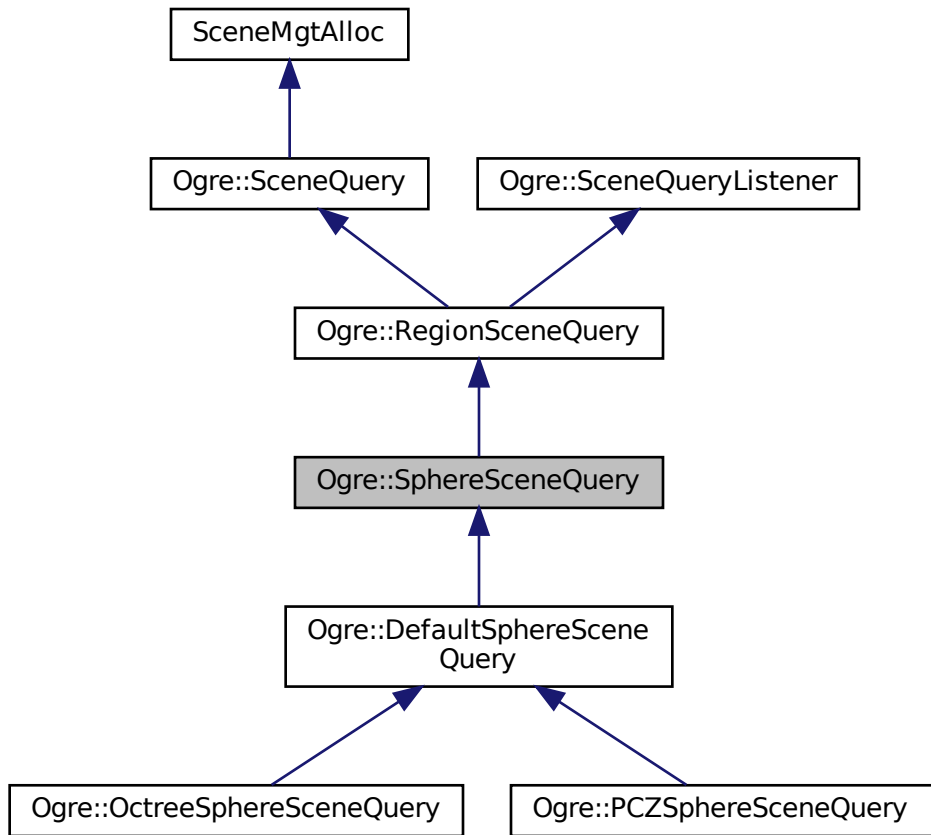 SceneMgtAlloc
Ogre::SceneQuery
Ogre::SceneQueryListener
Ogre::RegionSceneQuery
Ogre::SphereSceneQuery
Ogre::DefaultSphereScene
Query
Ogre::OctreeSphereSceneQuery
Ogre::PCZSphereSceneQuery